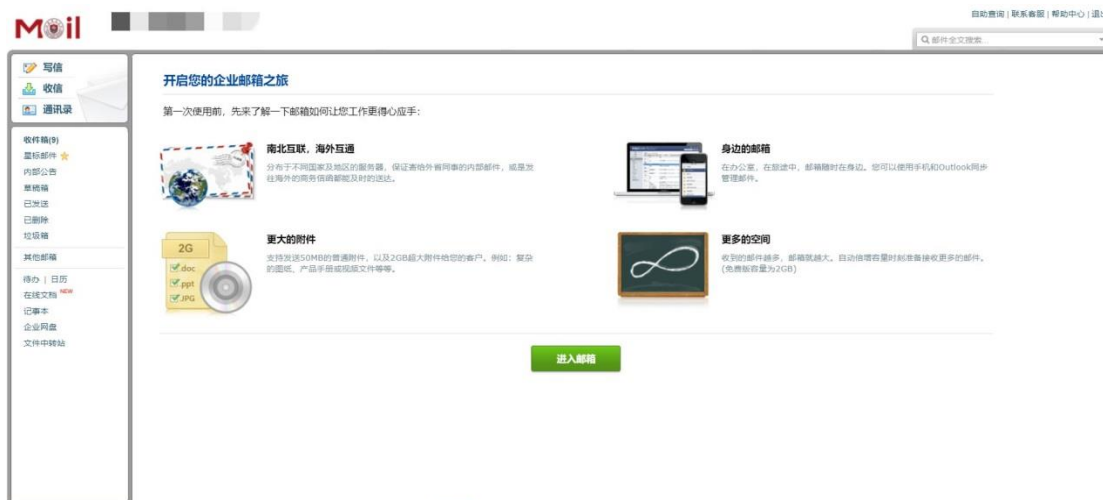 自助查询 | 联系客服 | 帮助中心 | 退出
Mail
邮件全文搜索...
写信
收信
通讯录
收件箱(9)
星标邮件
内部公告
草稿箱
已发送
已删除
垃圾箱
其他邮箱
待办 | 日历
在线文档 NEW
记事本
企业网盘
文件中转站
开启您的企业邮箱之旅
第一次使用前，先来了解一下邮箱如何让您工作更得心应手：
南北互联，海外互通
分布于不同国家及地区的服务器，保证寄给外省同事的内部邮件，或是发
往海外的商务信函都能及时的送达。
身边的邮箱
在办公室，在旅途中，邮箱随时在身边。您可以使用手机和Outlook同步
管理邮件。
2G
doc
ppt
JPG
更大的附件
支持发送50MB的普通附件，以及2GB超大附件给您的客户。例如：复杂
的图纸、产品手册或视频文件等等。
更多的空间
收到的邮件越多，邮箱就越大。自动倍增容量时刻准备接收更多的邮件。
(免费版容量为2GB)
进入邮箱